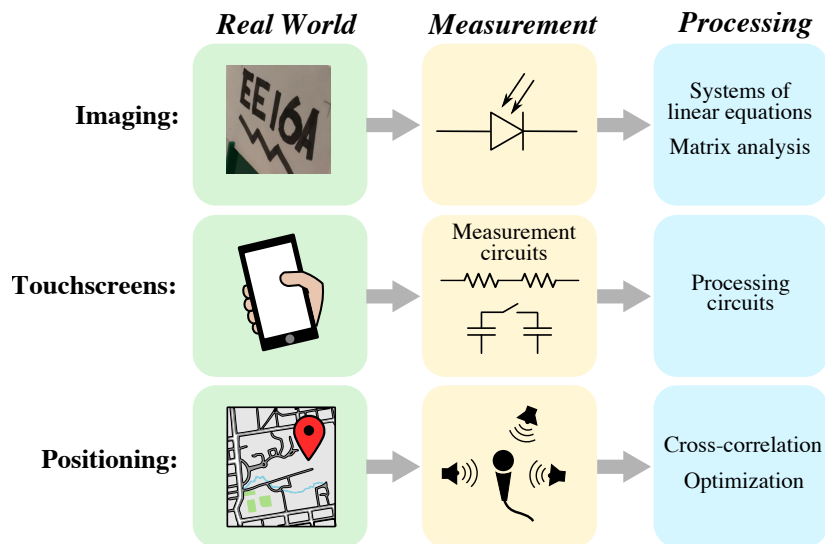 Real World Measurement Processing
Imaging:
EE16A
Systems of
linear equations
Matrix analysis
Touchscreens:
Measurement
circuits
Processing
circuits
Positioning:
Cross-correlation
Optimization